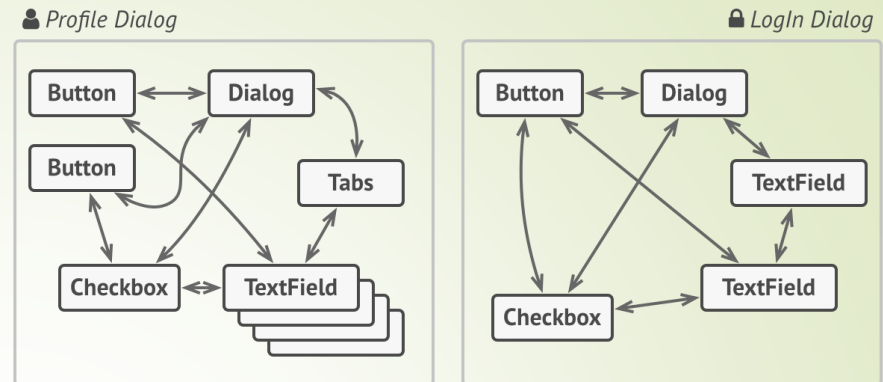 Profile Dialog
Button
Dialog
Button
Tabs
Checkbox
TextField
LogIn Dialog
Button
Dialog
TextField
TextField
Checkbox